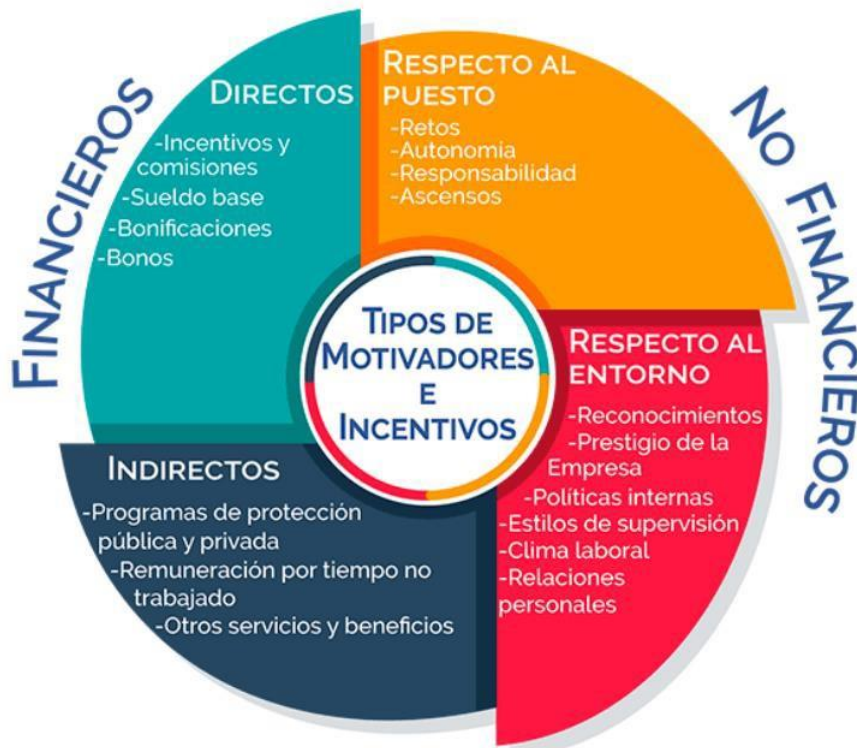 FINANCIEROS
DIRECTOS
-Incentivos y
comisiones
-Sueldo base
-Bonificaciones
-Bonos
INDIRECTOS
-Programas de protección
pública y privada
-Remuneración por tiempo no
trabajado
-Otros servicios y beneficios
TIPOS DE
MOTIVADORES
E
INCENTIVOS
NO FINANCIEROS
RESPECTO AL
PUESTO
-Retos
-Autonomia
-Responsabilidad
-Ascensos
RESPECTO AL
ENTORNO
-Reconocimientos
-Prestigio de la
Empresa
-Políticas internas
-Estilos de supervisión
-Clima laboral
-Relaciones
personales